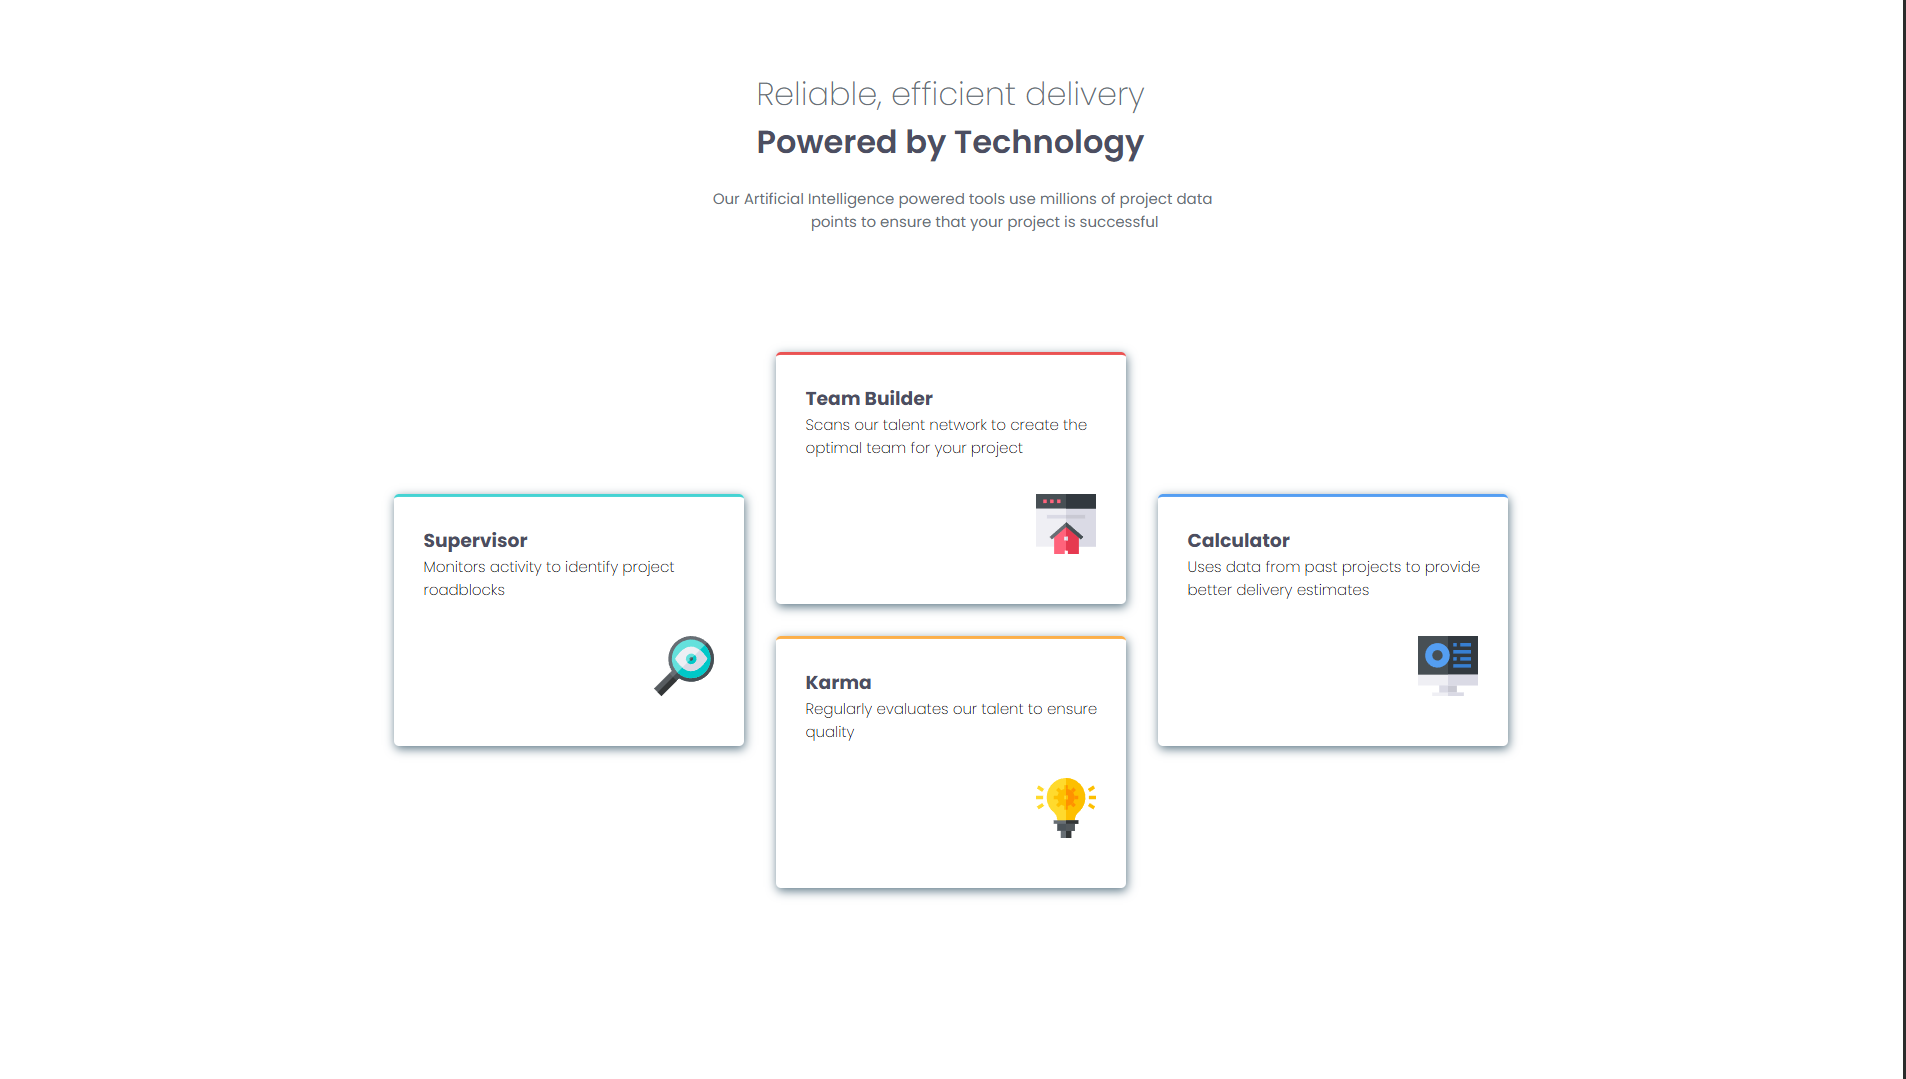 Reliable, efficient delivery
Powered by Technology
Our Artificial Intelligence powered tools use millions of project data
points to ensure that your project is successful
Team Builder
Scans our talent network to create the
optimal team for your project
Supervisor
Monitors activity to identify project
roadblocks
Calculator
Uses data from past projects to provide
better delivery estimates
Karma
Regularly evaluates our talent to ensure
quality